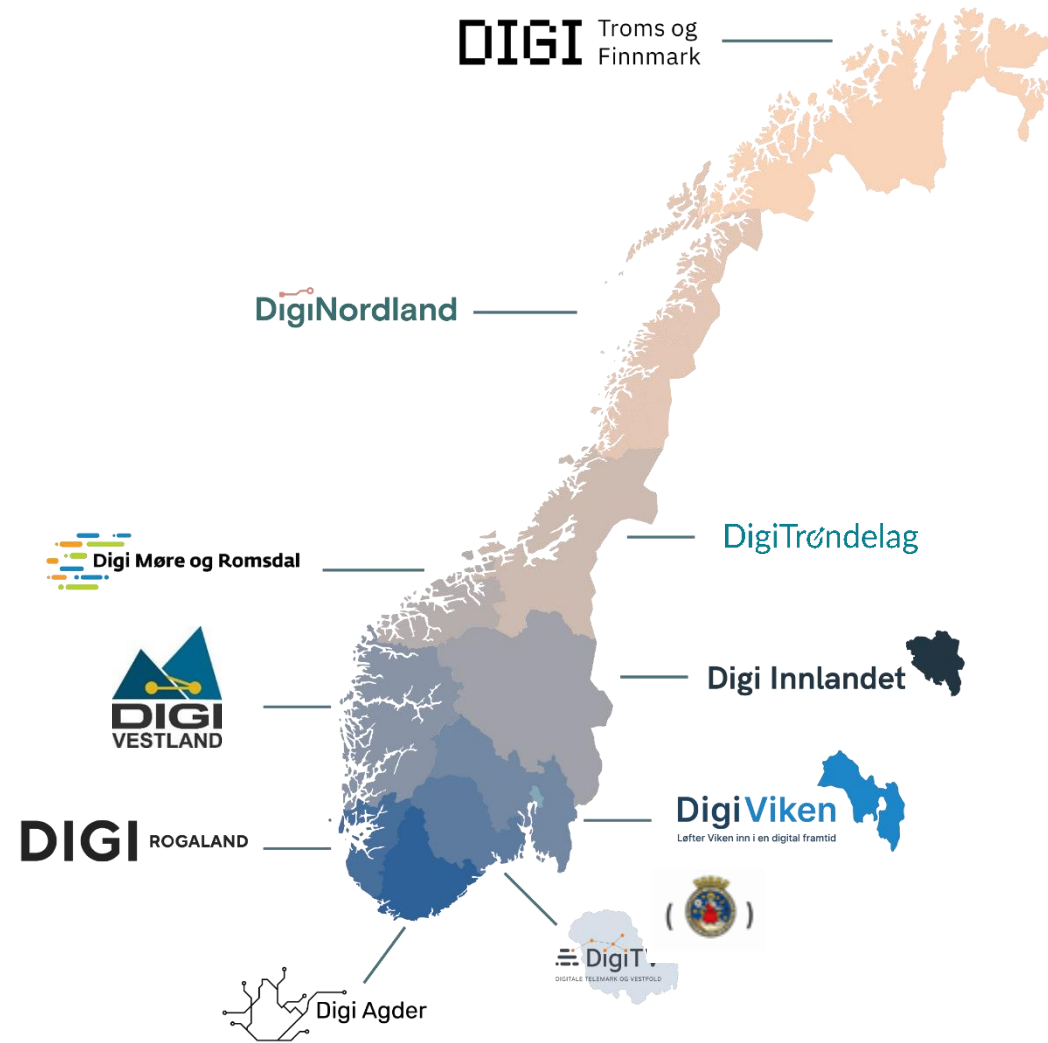 DIGI Troms og
Finnmark
DigiNordland
DigiTrøndelag
Digi Møre og Romsdal
Digi Innlandet
DIGI
VESTLAND
DigiViken
Løfter Viken inn i en digital framtid
DIGI ROGALAND
( )
DigiT
DIGITALE TELEMARK OG VESTFOLD
Digi Agder